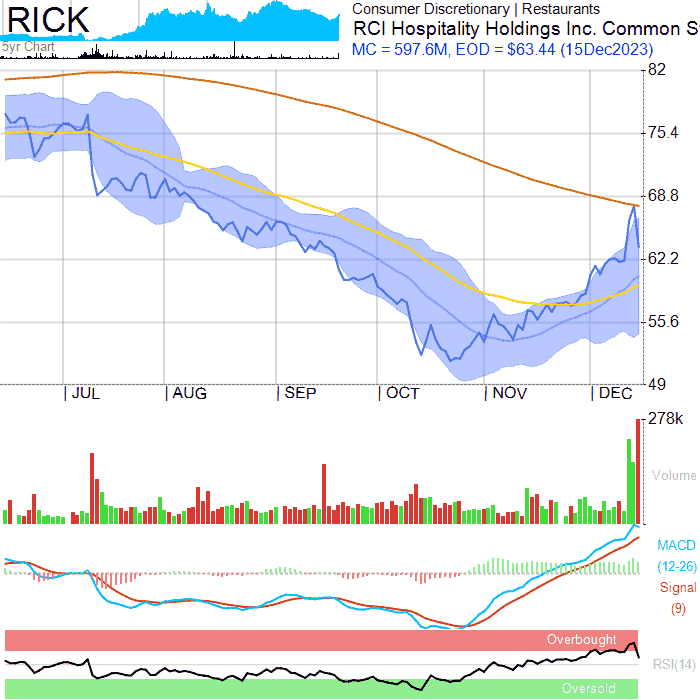 RICK
5yr Chart
Consumer Discretionary | Restaurants
RCI Hospitality Holdings Inc. Common S
MC = 597.6M, EOD = $63.44 (15Dec2023)
82
75.4
68.8
62.2
55.6
49
JUL
AUG
SEP
OCT
NOV
DEC
278k
Volume
MACD
(12-26)
Signal
(9)
Overbought
RSI(14)
Oversold